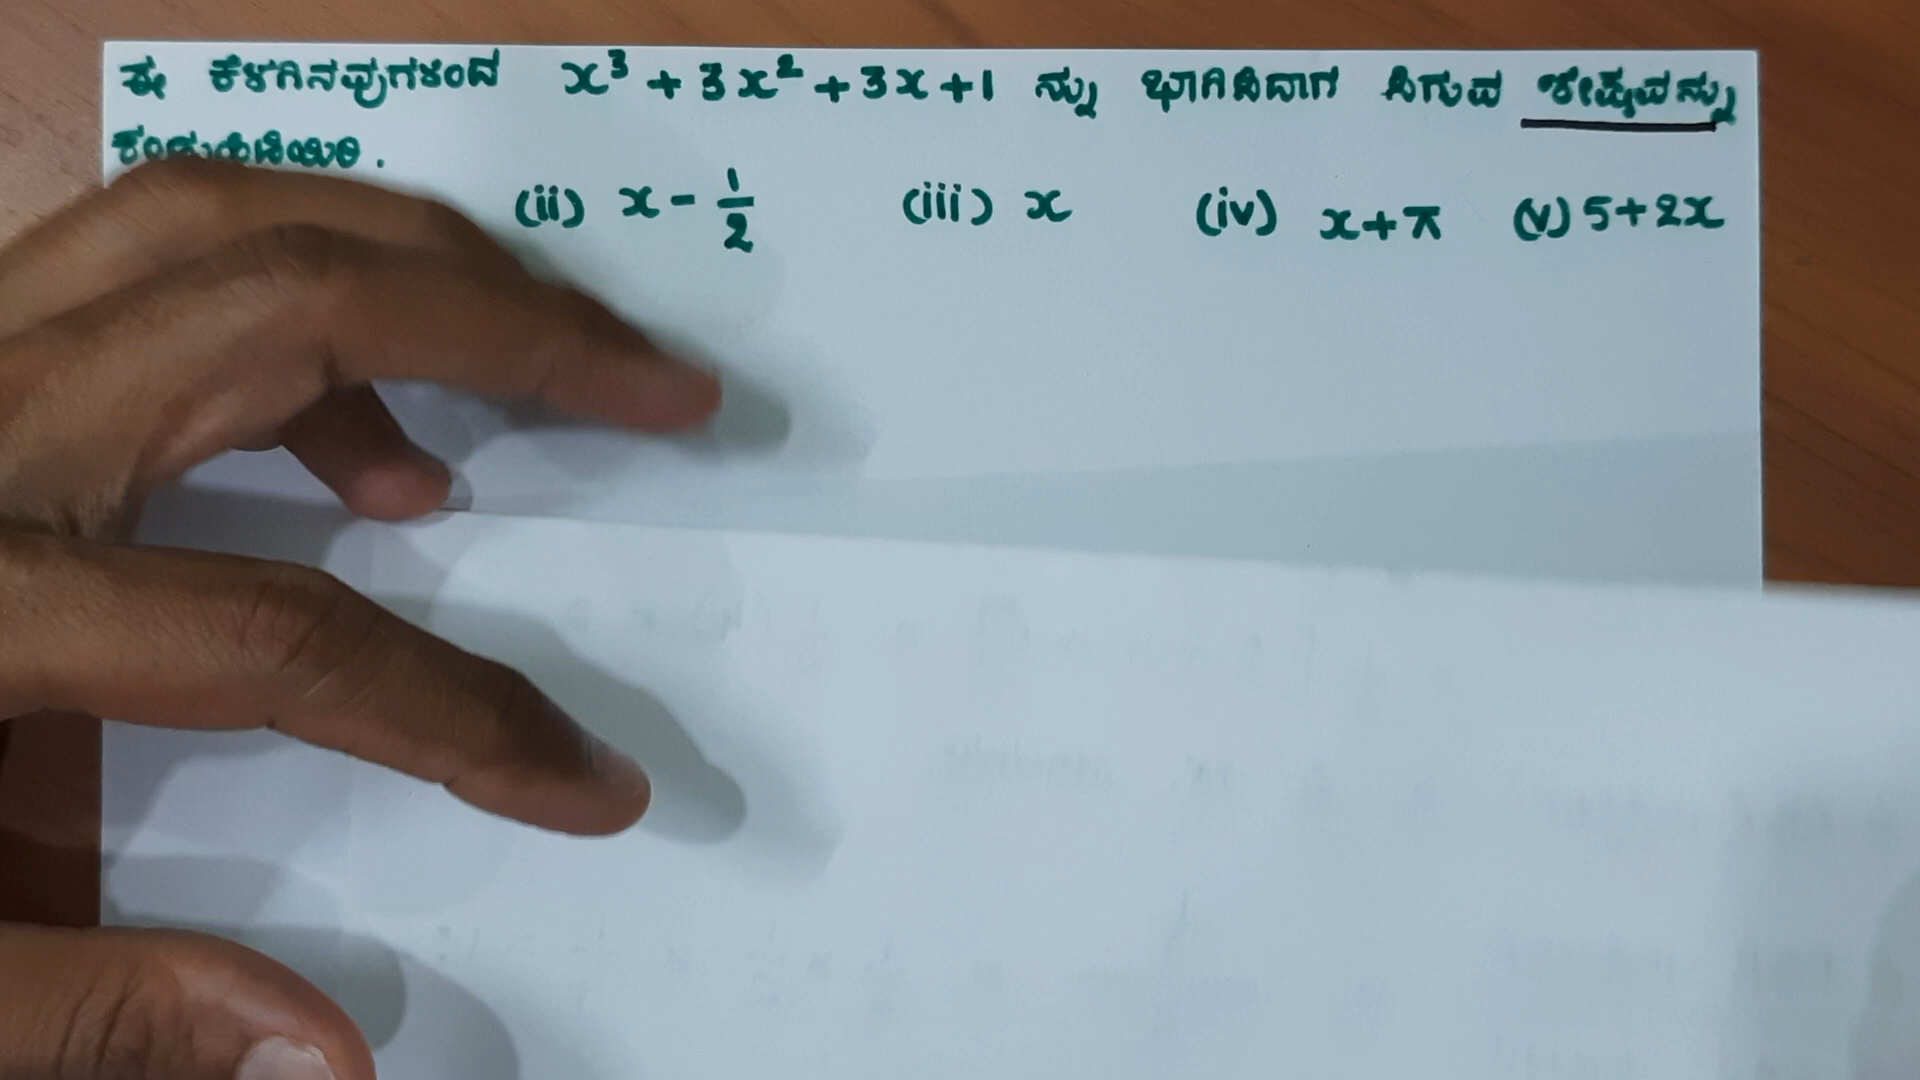 ಈ ಕೆಳಗಿನವುಗಳಿಂದ x³ + 3x² + 3x + 1 ನ್ನು ಭಾಗಿಸಿದಾಗ ಸಿಗುವ ಶೇಷವನ್ನು
ಕಂಡುಹಿಡಿಯಿರಿ.
(ii) x - 1/2 (iii) x (iv) x + π (v) 5 + 2x